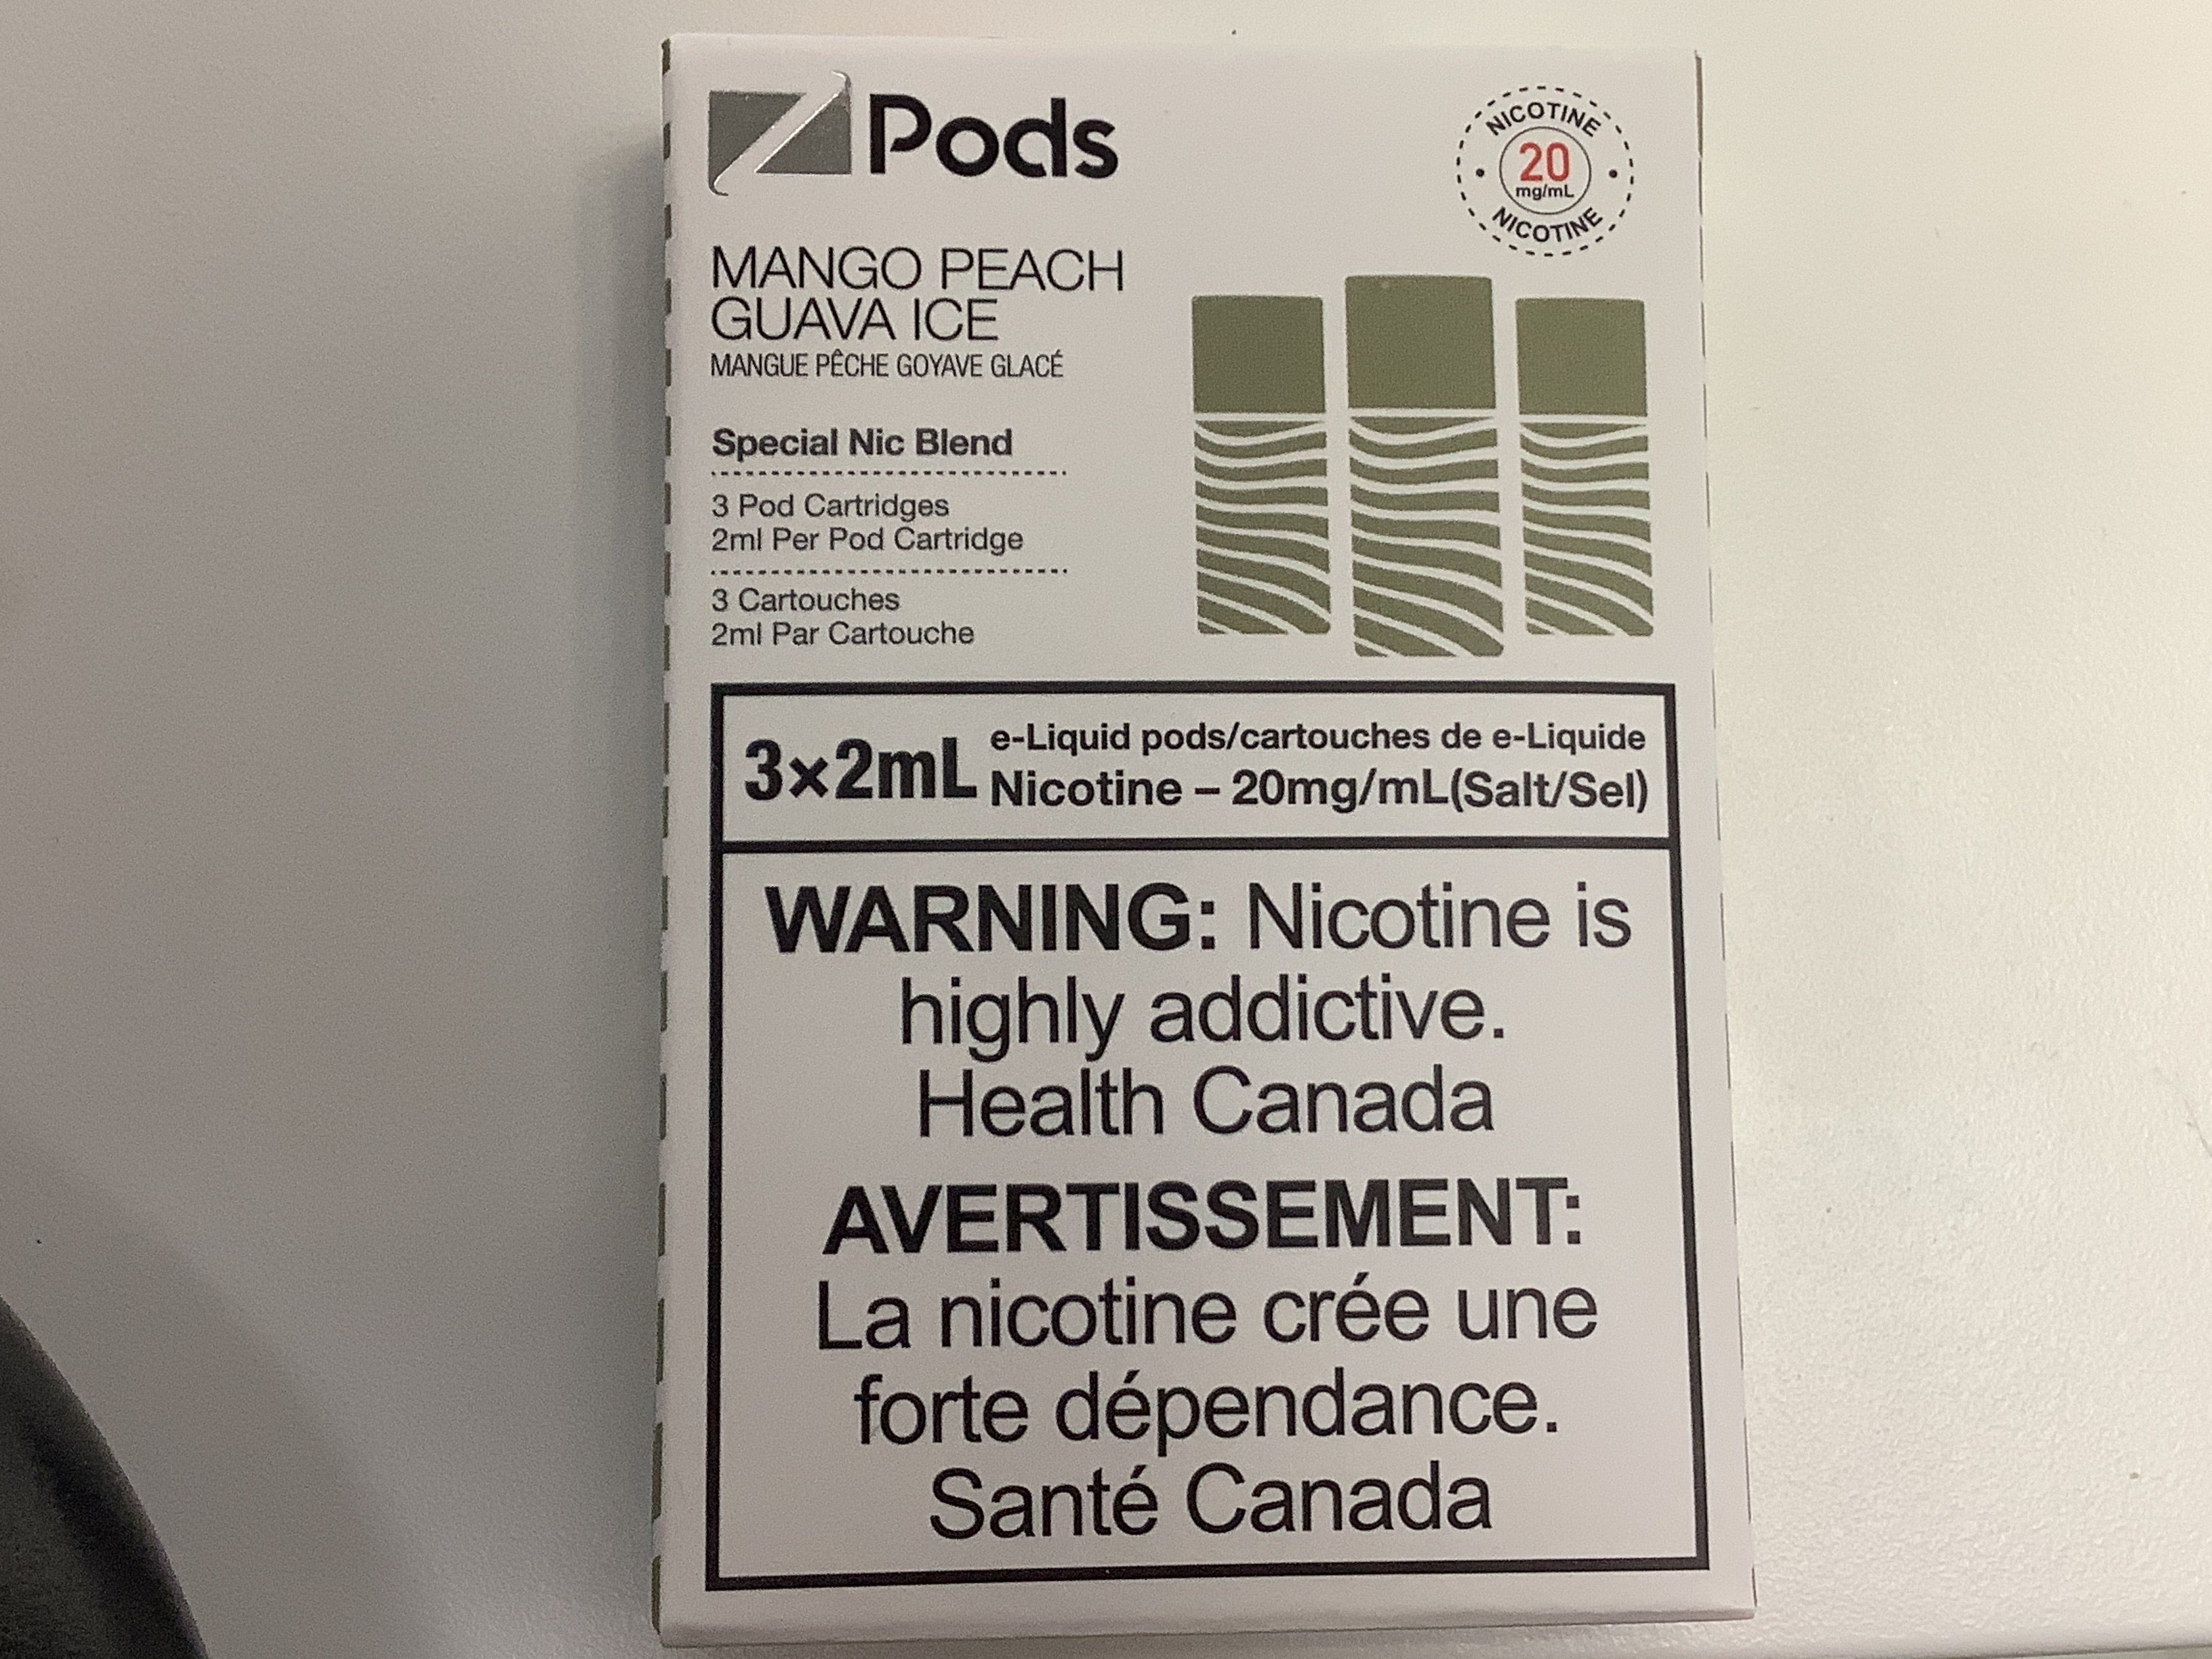 Z Pods
NICOTINE
20
mg/mL
NICOTINE
MANGO PEACH
GUAVA ICE
MANGUE PÊCHE GOYAVE GLACÉ
Special Nic Blend
3 Pod Cartridges
2ml Per Pod Cartridge
3 Cartouches
2ml Par Cartouche
3×2mL e-Liquid pods/cartouches de e-Liquide
Nicotine – 20mg/mL(Salt/Sel)
WARNING: Nicotine is
highly addictive.
Health Canada
AVERTISSEMENT:
La nicotine crée une
forte dépendance.
Santé Canada